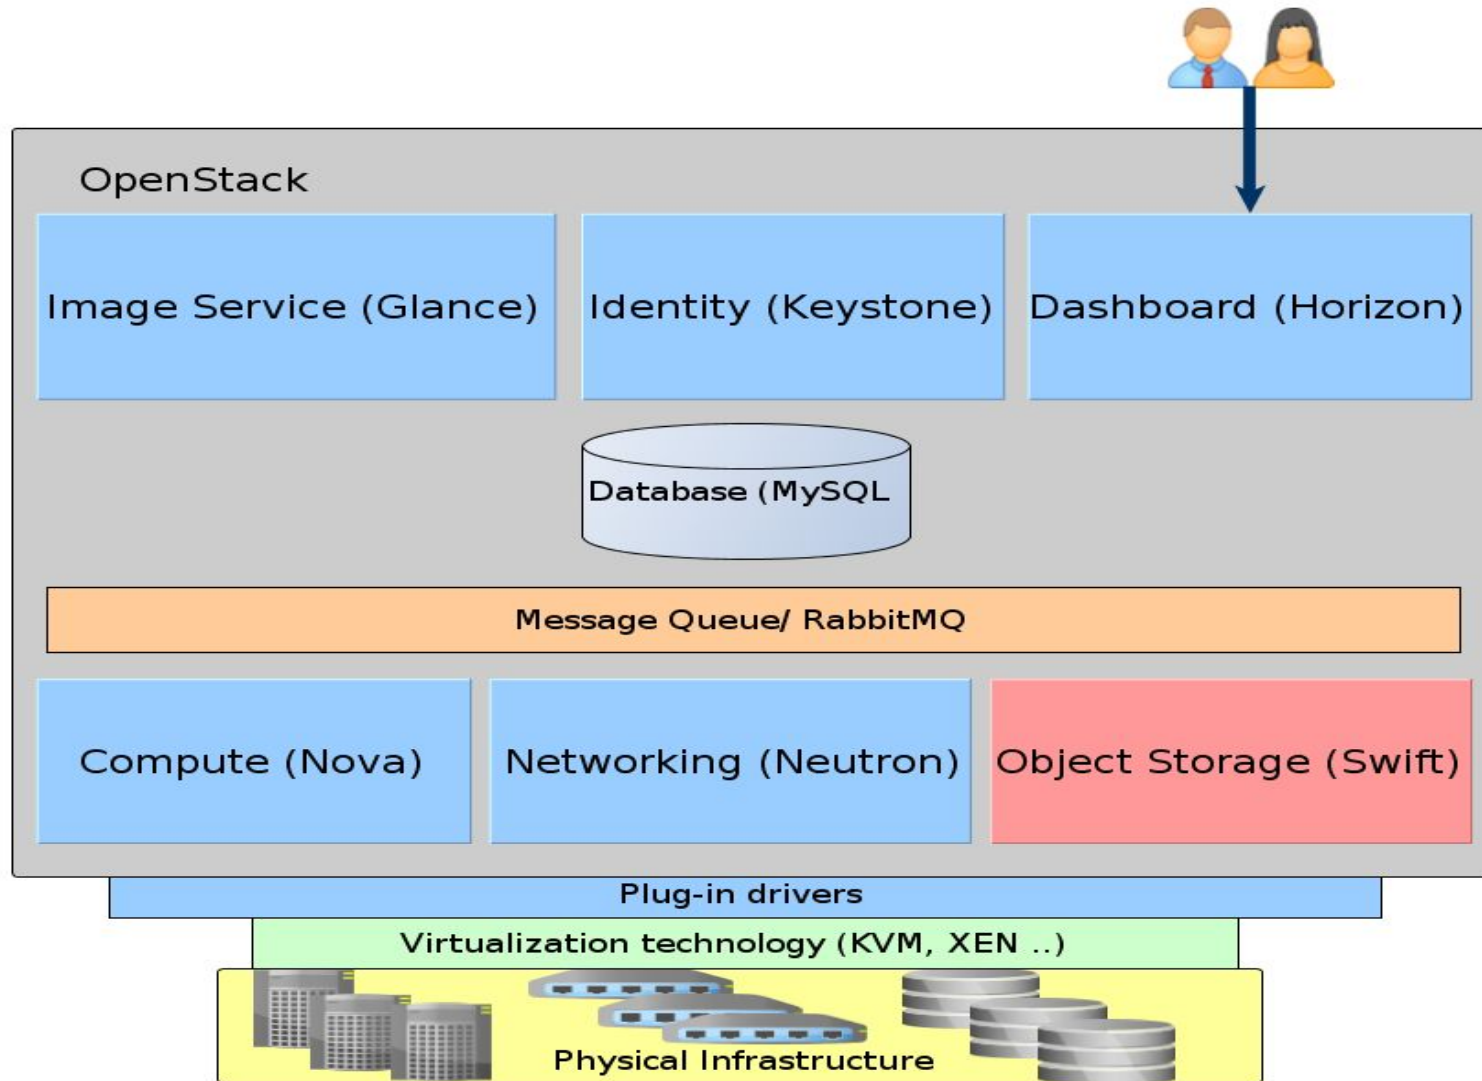 OpenStack
Image Service (Glance)
Identity (Keystone)
Dashboard (Horizon)
Database (MySQL
Message Queue/ RabbitMQ
Compute (Nova)
Networking (Neutron)
Object Storage (Swift)
Plug-in drivers
Virtualization technology (KVM, XEN ..)
Physical Infrastructure